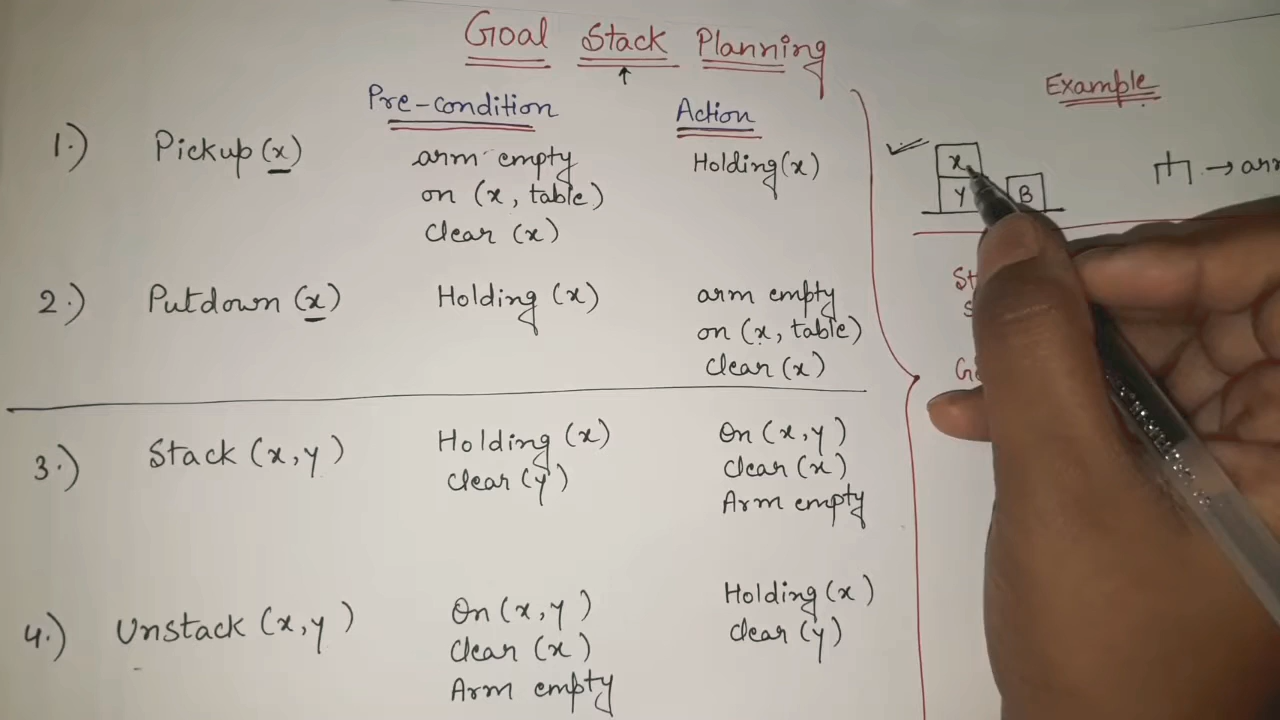 Goal Stack Planning
Pre-condition Action
1.) Pickup (x) arm empty Holding(x)
on (x, table)
Clear (x)
2.) Putdown (x) Holding (x) arm empty
on (x, table)
Clear (x)
3.) Stack (x,y) Holding (x) On (x,y)
Clear (y) Clear (x)
Arm empty
4.) Unstack (x,y) On (x,y) Holding (x)
Clear (x) Clear (y)
Arm empty
Example
x
Y B
→